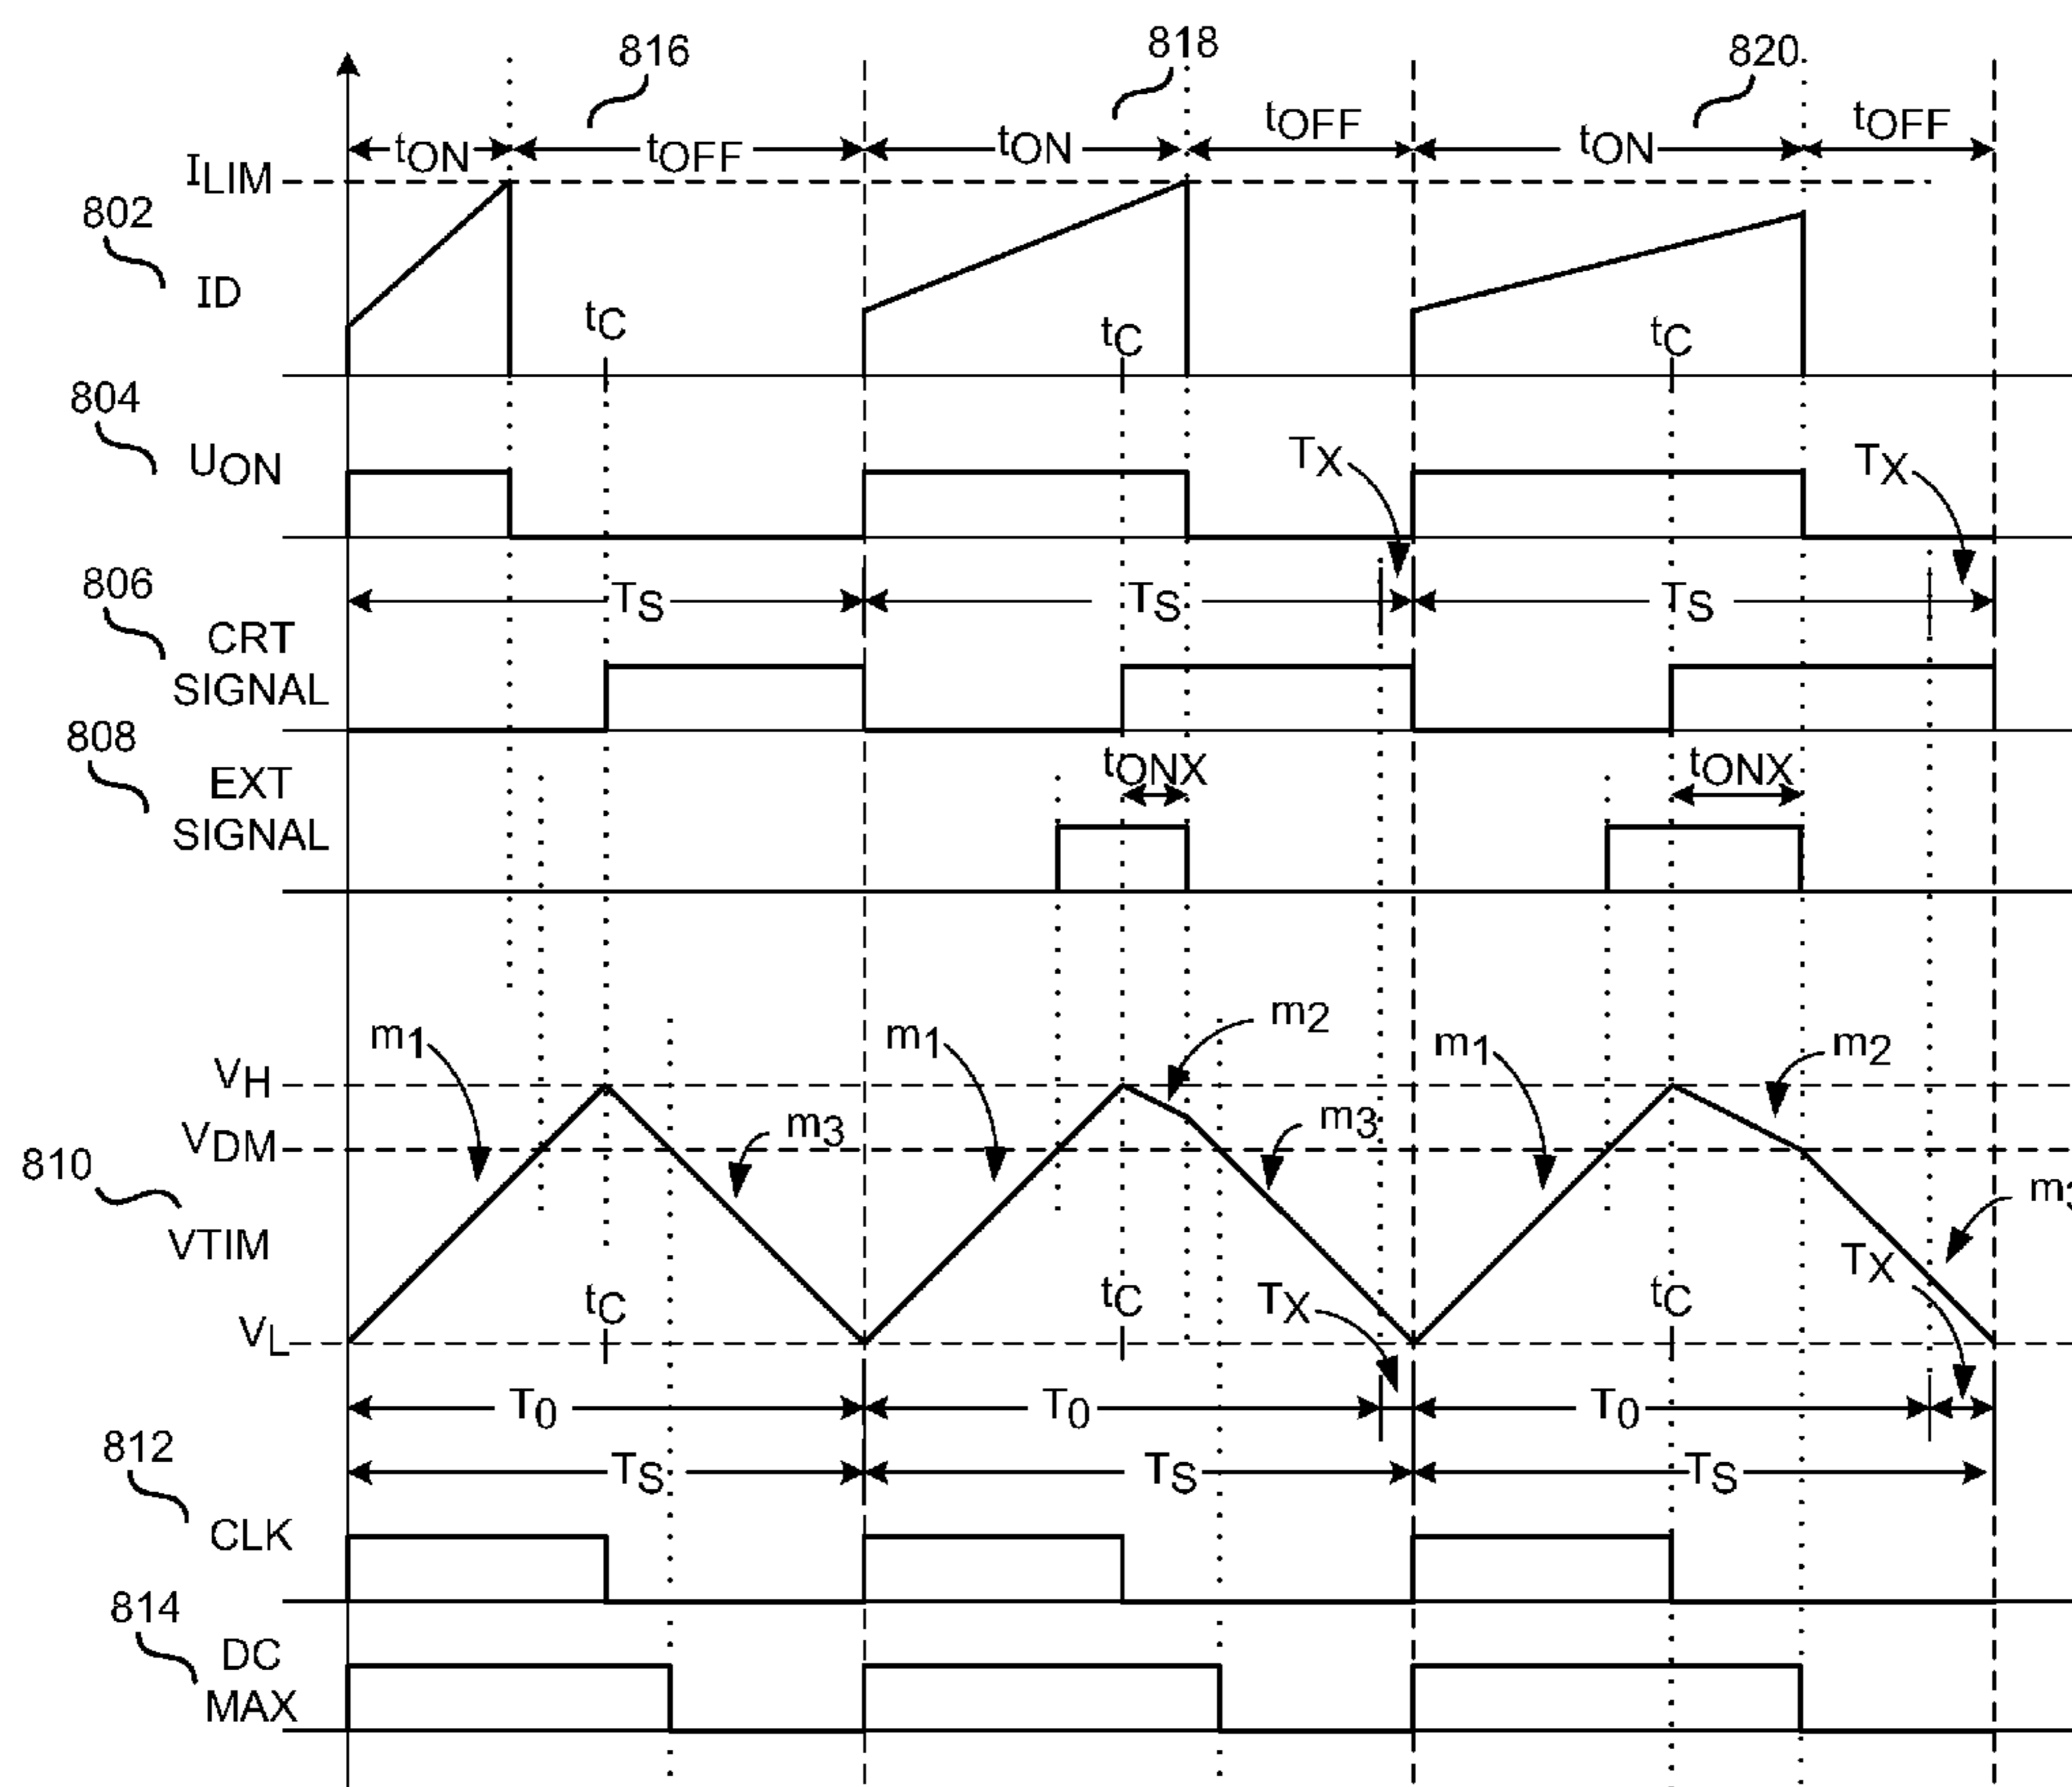 816 818 820
tON tOFF tON tOFF tON tOFF
ILIM
802
ID
tC tC tC
804
UON
TX TX
806
TS TS TS
CRT
SIGNAL
808
EXT
SIGNAL
tONX tONX
m1 m1 m2 m1 m2
VH
VDM
m3 m3 m3
810
VTIM
TX TX
tC tC tC
VL
T0 T0 T0
812
TS TS TS
CLK
814
DC
MAX